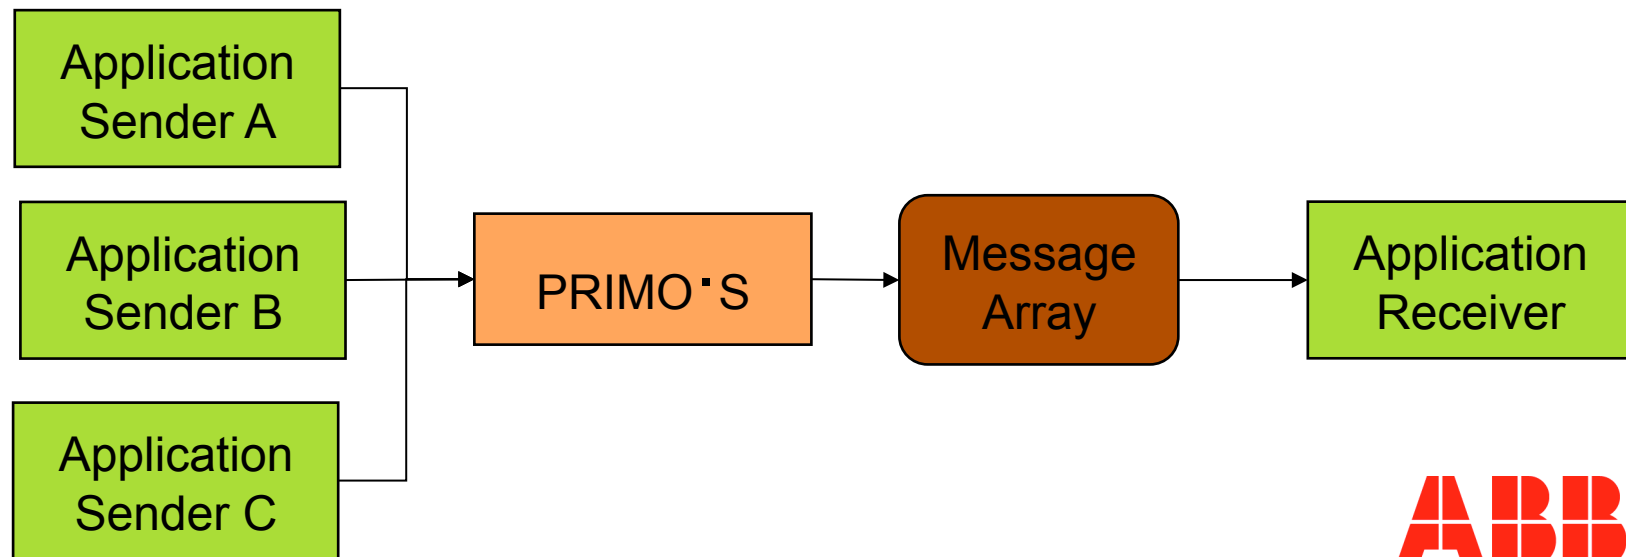 Application
Sender A
Application
Sender B
Application
Sender C
PRIMO▪S
Message
Array
Application
Receiver
ABB